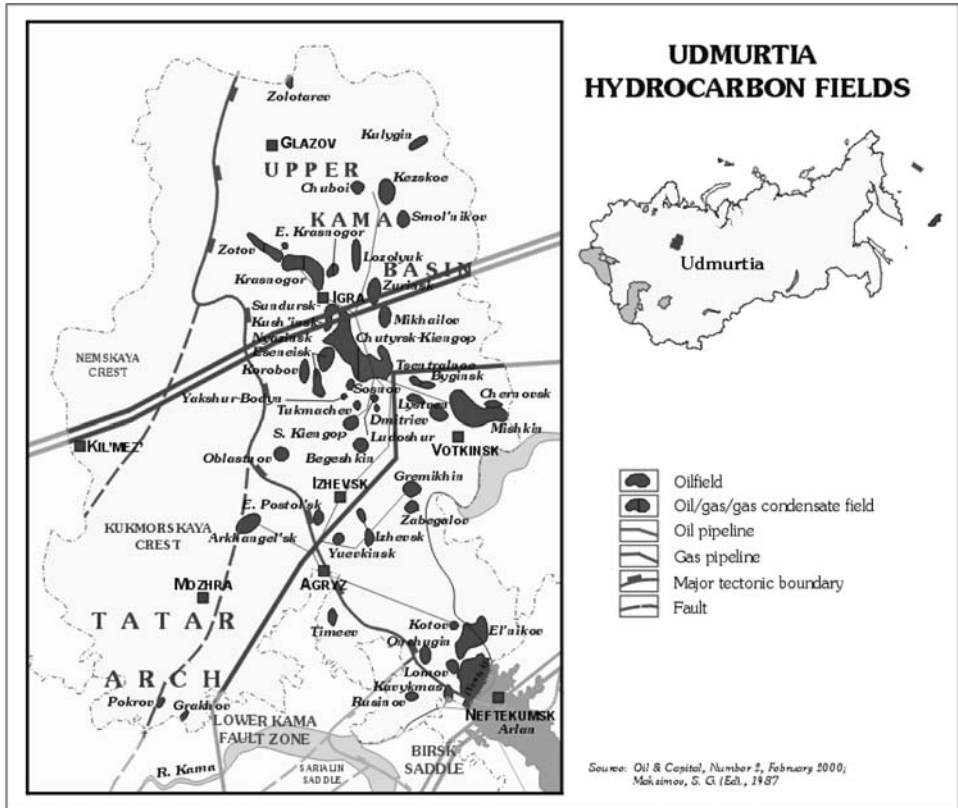 UDMURTIA
HYDROCARBON FIELDS
Zolotarev
GLAZOV
Kulygin
UPPER
Chuboi
Kezskoe
KAMA
Smol'nikov
E. Krasnogor
Zotov
Lozolyuk
BASIN
Krasnogor
Zurinsk
IGRA
Sundursk-
Mikhailov
Kush'insk
Chutyrsk-Kiengop
NEMSKAYA
CREST
Eseneisk
Tsentralnoe
Korobov
Byginsk
Sosnov
Chernovsk
Yakshur-Bodyn
Lystven
Tukmachev
Dmitriev
Mishkin
S. Kiengop
Ludoshur
VOTKINSK
KIL'MEZ'
Oblastnov
Begeshkin
IZHEVSK
Gremikhin
E. Postol'sk
Zabegalov
KUKMORSKAYA
CREST
Arkhangel'sk
Izhevsk
Yuevkinsk
MOZHRA
AGRYZ
TATAR
Timeev
Kotov
El'nikov
Onchugin
ARCH
Lomov
Kavykmas
Pokrov
Grakhov
Rusinov
NEFTEKUMSK
Arlan
LOWER KAMA
FAULT ZONE
BIRSK
SADDLE
R. Kama
SARIALIN
SADDLE
Udmurtia
Oilfield
Oil/gas/gas condensate field
Oil pipeline
Gas pipeline
Major tectonic boundary
Fault
Source: Oil & Capital, Number 2, February 2000;
Maksimov, S. G. (Ed)., 1987